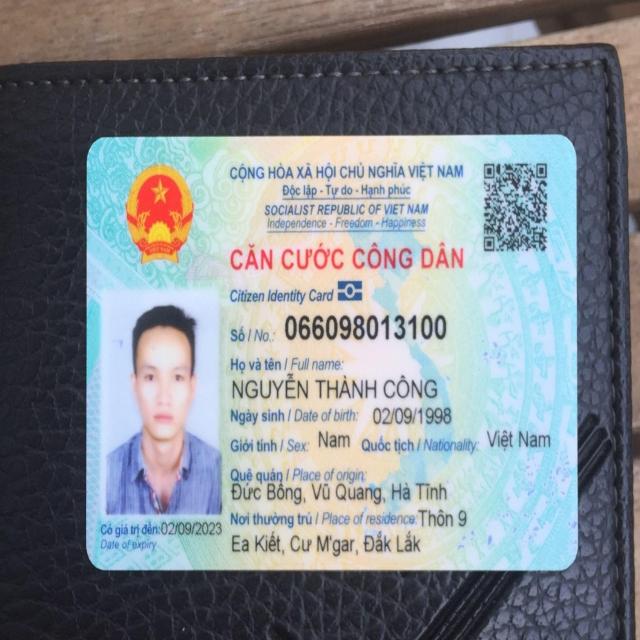 CỘNG HÒA XÃ HỘI CHỦ NGHĨA VIỆT NAM
Độc lập - Tự do - Hạnh phúc
SOCIALIST REPUBLIC OF VIET NAM
Independence - Freedom - Happiness
CĂN CƯỚC CÔNG DÂN
Citizen Identity Card
Số / No.: 066098013100
Họ và tên / Full name:
NGUYỄN THÀNH CÔNG
Ngày sinh / Date of birth: 02/09/1998
Giới tính / Sex: Nam Quốc tịch / Nationality: Việt Nam
Quê quán / Place of origin:
Đức Bồng, Vũ Quang, Hà Tĩnh
Nơi thường trú / Place of residence: Thôn 9
Ea Kiết, Cư M'gar, Đắk Lắk
Có giá trị đến: 02/09/2023
Date of expiry